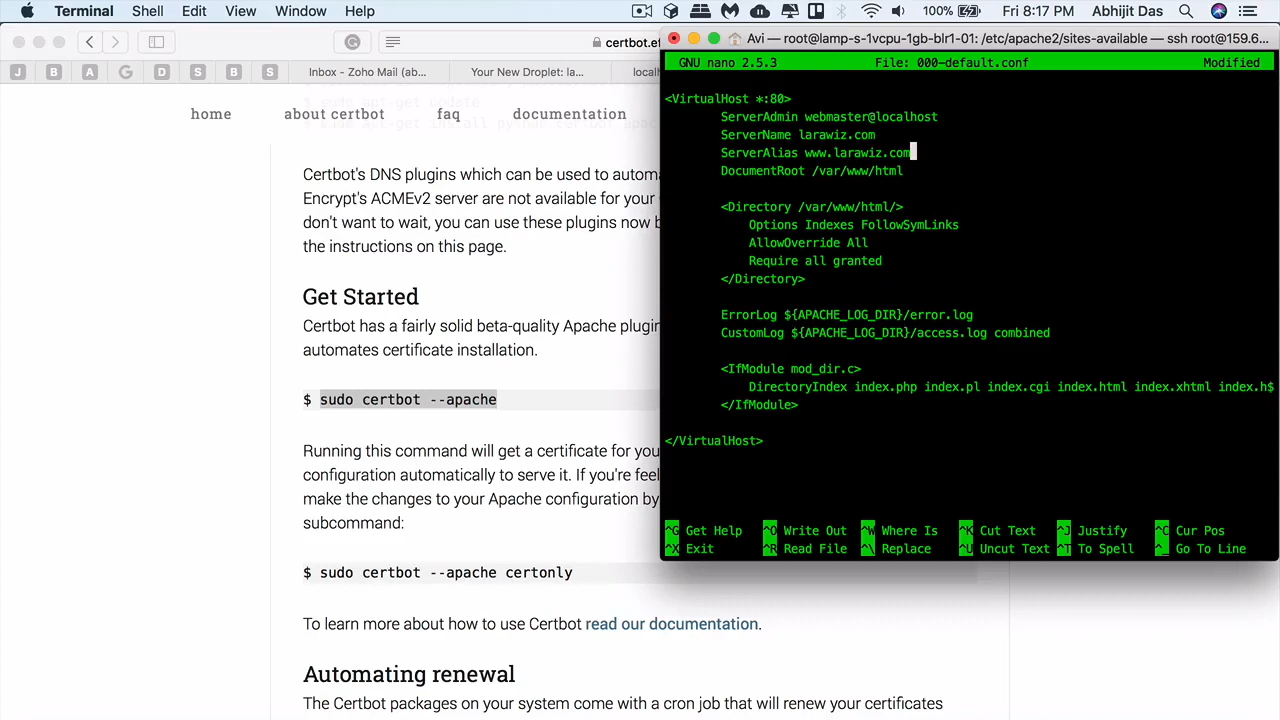 Terminal Shell Edit View Window Help 100% Fri 8:17 PM Abhijit Das
certbot.ef
J B A G D S B S Inbox - Zoho Mail (ab... Your New Droplet: la... local
home about certbot faq documentation
Certbot's DNS plugins which can be used to automa
Encrypt's ACMEv2 server are not available for your
don't want to wait, you can use these plugins now b
the instructions on this page.
Get Started
Certbot has a fairly solid beta-quality Apache plugin
automates certificate installation.
$ sudo certbot --apache
Running this command will get a certificate for you
configuration automatically to serve it. If you're feel
make the changes to your Apache configuration by
subcommand:
$ sudo certbot --apache certonly
To learn more about how to use Certbot read our documentation.
Automating renewal
The Certbot packages on your system come with a cron job that will renew your certificates
Avi — root@lamp-s-1vcpu-1gb-blr1-01: /etc/apache2/sites-available — ssh root@159.6...
GNU nano 2.5.3 File: 000-default.conf Modified
<VirtualHost *:80>
ServerAdmin webmaster@localhost
ServerName larawiz.com
ServerAlias www.larawiz.com
DocumentRoot /var/www/html
<Directory /var/www/html/>
Options Indexes FollowSymLinks
AllowOverride All
Require all granted
</Directory>
ErrorLog ${APACHE_LOG_DIR}/error.log
CustomLog ${APACHE_LOG_DIR}/access.log combined
<IfModule mod_dir.c>
DirectoryIndex index.php index.pl index.cgi index.html index.xhtml index.h$
</IfModule>
</VirtualHost>
^G Get Help ^O Write Out ^W Where Is ^K Cut Text ^J Justify ^C Cur Pos
^X Exit ^R Read File ^\ Replace ^U Uncut Text ^T To Spell ^_ Go To Line